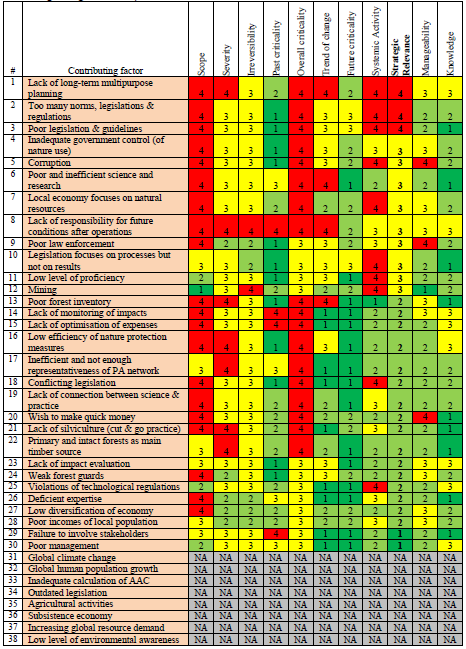 # Contributing factor Scope Severity Irreversibility Past criticality Overall criticality Trend of change Future criticality Systemic Activity Strategic Relevance Manageability Knowledge
1 Lack of long-term multipurpose
planning 4 4 3 2 4 4 2 4 4 3 3
2 Too many norms, legislations &
regulations 4 3 3 1 4 3 3 4 4 2 2
3 Poor legislation & guidelines 4 3 3 1 4 3 3 4 4 2 1
4 Inadequate government control (of
nature use) 4 3 3 1 4 3 2 3 3 3 2
5 Corruption 4 3 3 1 4 3 2 4 3 4 2
6 Poor and inefficient science and
research 4 3 3 3 4 4 1 2 3 2 1
7 Local economy focuses on natural
resources 4 3 3 2 4 2 2 4 3 3 2
8 Lack of responsibility for future
conditions after operations 4 4 4 4 4 4 2 3 3 3 3
9 Poor law enforcement 4 2 2 1 3 3 2 3 3 4 2
10 Legislation focuses on processes but
not on results 3 3 2 1 3 3 3 4 3 2 1
11 Low level of proficiency 2 3 3 1 3 3 1 4 3 2 2
12 Mining 1 3 4 2 3 2 2 4 3 1 2
13 Poor forest inventory 4 4 3 1 4 4 1 1 2 3 1
14 Lack of monitoring of impacts 4 3 3 4 4 1 1 2 2 3 3
15 Lack of optimisation of expenses 4 3 3 4 4 1 1 2 2 2 3
16 Low efficiency of nature protection
measures 4 4 3 1 4 3 1 2 2 2 3
17 Inefficient and not enough
representativeness of PA network 3 4 3 3 4 1 1 2 2 2 2
18 Conflicting legislation 4 3 3 1 4 1 1 4 2 2 2
19 Lack of connection between science &
practice 4 3 3 2 4 2 1 3 2 2 2
20 Wish to make quick money 4 3 3 2 4 2 2 2 2 4 1
21 Lack of silviculture (cut & go practice) 4 4 3 2 4 2 1 2 2 2 1
22 Primary and intact forests as main
timber source 3 4 3 2 4 2 1 2 2 2 1
23 Lack of impact evaluation 3 3 3 1 3 3 1 2 2 3 3
24 Weak forest guards 4 2 3 1 3 3 2 2 2 3 2
25 Violations of technological regulations 2 3 3 2 3 1 1 4 2 2 3
26 Deficient expertise 4 2 2 3 3 1 1 3 2 2 1
27 Low diversification of economy 4 2 2 2 3 2 2 2 2 3 2
28 Poor incomes of local population 3 2 2 2 3 2 2 3 2 3 2
29 Failure to involve stakeholders 3 3 3 4 3 1 1 2 1 2 1
30 Poor management 2 3 3 3 3 1 1 2 1 2 3
31 Global climate change NA NA NA NA NA NA NA NA NA NA NA
32 Global human population growth NA NA NA NA NA NA NA NA NA NA NA
33 Inadequate calculation of AAC NA NA NA NA NA NA NA NA NA NA NA
34 Outdated legislation NA NA NA NA NA NA NA NA NA NA NA
35 Agricultural activities NA NA NA NA NA NA NA NA NA NA NA
36 Subsistence economy NA NA NA NA NA NA NA NA NA NA NA
37 Increasing global resource demand NA NA NA NA NA NA NA NA NA NA NA
38 Low level of environmental awareness NA NA NA NA NA NA NA NA NA NA NA